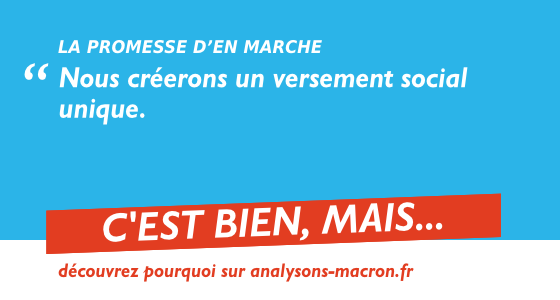 LA PROMESSE D’EN MARCHE
“ Nous créerons un versement social
unique.
C'EST BIEN, MAIS...
découvrez pourquoi sur analysons-macron.fr